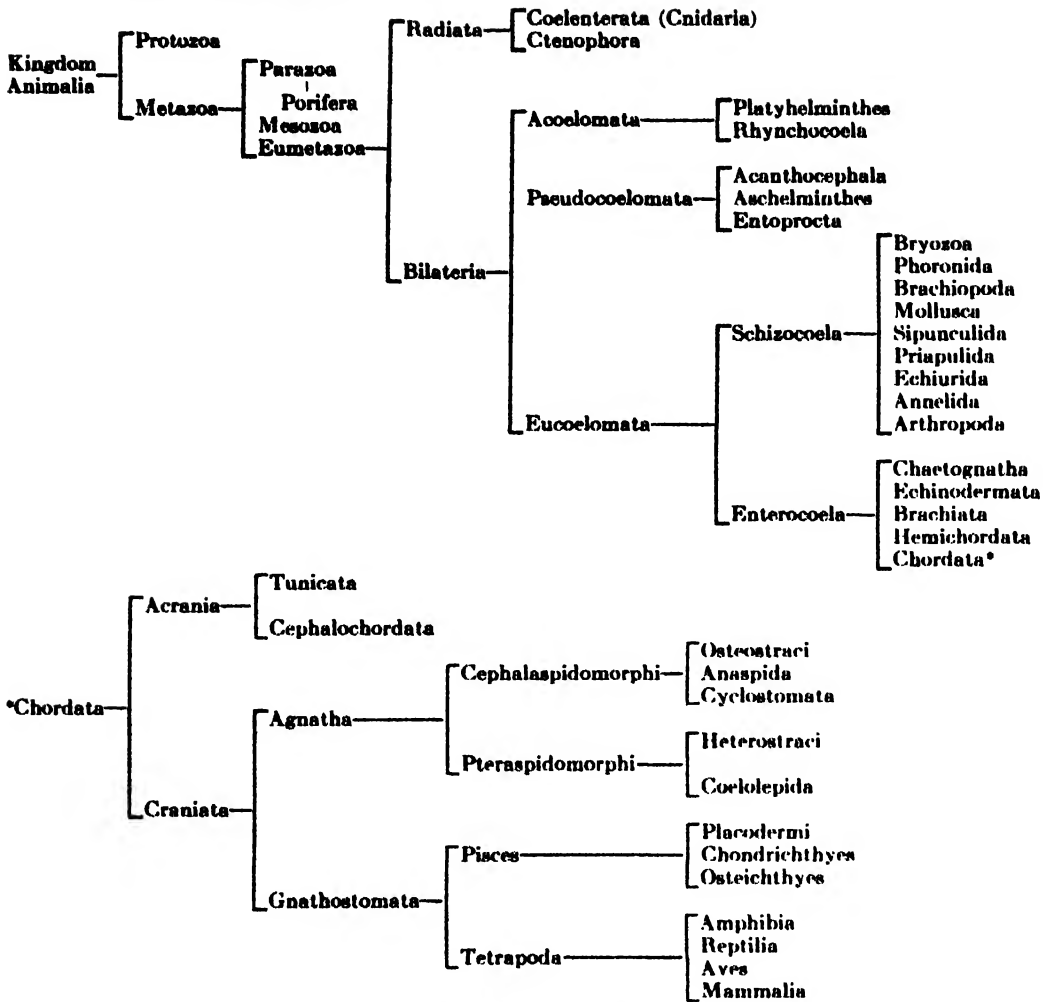 Kingdom
Animalia
Protozoa
Metazoa
Parazoa
Porifera
Mesozoa
Eumetazoa
Radiata
Coelenterata (Cnidaria)
Ctenophora
Bilateria
Acoelomata
Platyhelminthes
Rhynchocoela
Pseudocoelomata
Acanthocephala
Aschelminthes
Entoprocta
Eucoelomata
Schizocoela
Bryozoa
Phoronida
Brachiopoda
Mollusca
Sipunculida
Priapulida
Echiurida
Annelida
Arthropoda
Enterocoela
Chaetognatha
Echinodermata
Brachiata
Hemichordata
Chordata*
*Chordata
Acrania
Tunicata
Cephalochordata
Craniata
Agnatha
Cephalaspidomorphi
Osteostraci
Anaspida
Cyclostomata
Pteraspidomorphi
Heterostraci
Coelolepida
Gnathostomata
Pisces
Placodermi
Chondrichthyes
Osteichthyes
Tetrapoda
Amphibia
Reptilia
Aves
Mammalia